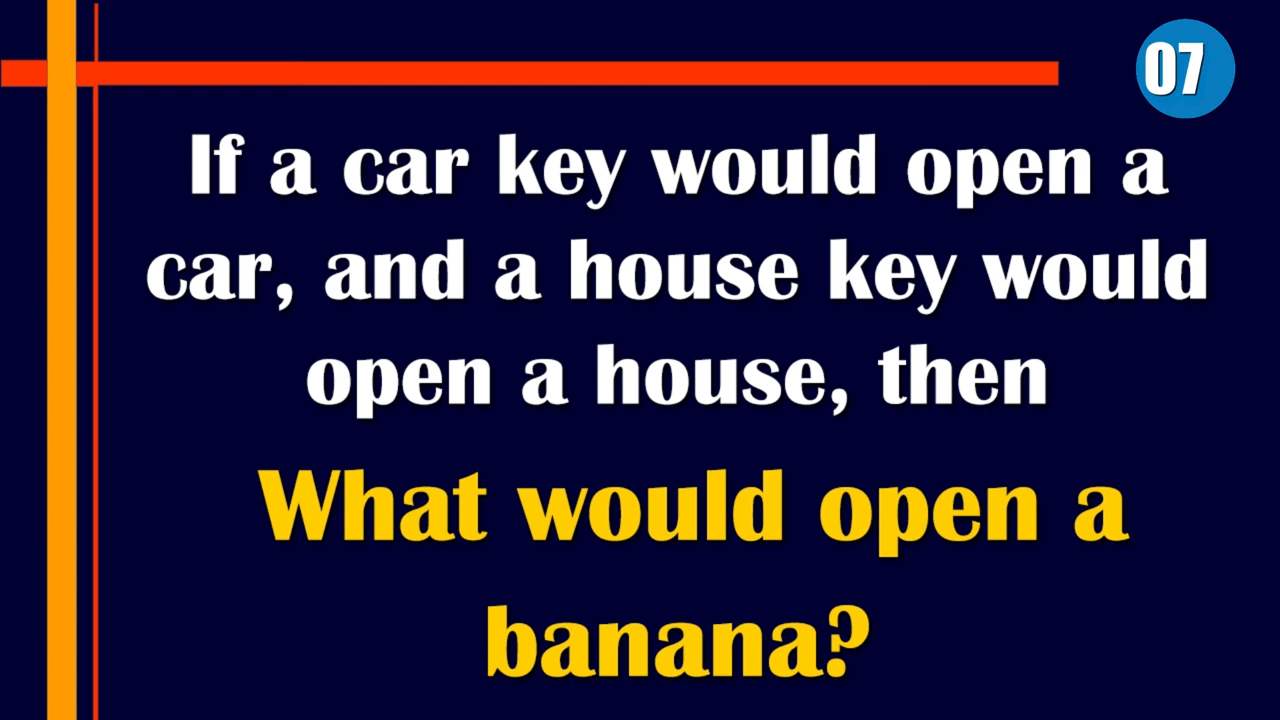 07
If a car key would open a
car, and a house key would
open a house, then
What would open a
banana?